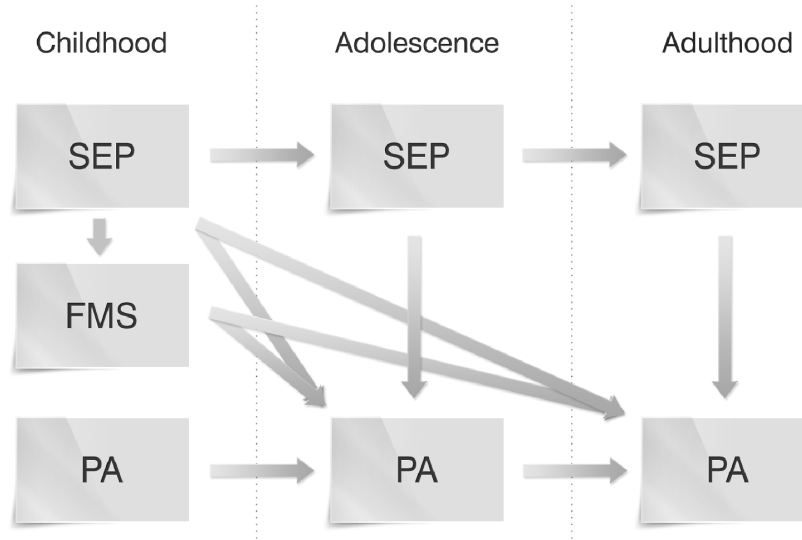 Childhood
Adolescence
Adulthood
SEP
SEP
SEP
FMS
PA
PA
PA